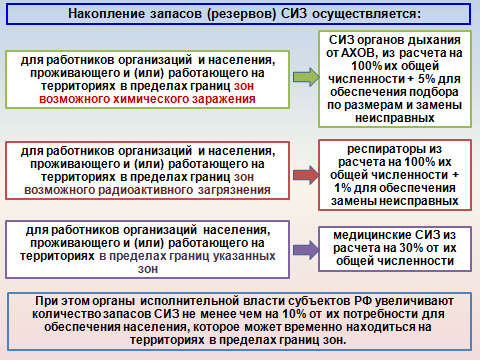 Накопление запасов (резервов) СИЗ осуществляется:
для работников организаций и населения,
проживающего и (или) работающего на
территориях в пределах границ зон
возможного химического заражения
СИЗ органов дыхания
от АХОВ, из расчета на
100% их общей
численности + 5% для
обеспечения подбора
по размерам и замены
неисправных
для работников организаций и населения,
проживающего и (или) работающего на
территориях в пределах границ зон
возможного радиоактивного загрязнения
респираторы из
расчета на 100% их
общей численности +
1% для обеспечения
замены неисправных
для работников организаций населения,
проживающего и (или) работающего на
территориях в пределах границ указанных
зон
медицинские СИЗ из
расчета на 30% от их
общей численности
При этом органы исполнительной власти субъектов РФ увеличивают
количество запасов СИЗ не менее чем на 10% от их потребности для
обеспечения населения, которое может временно находиться на
территориях в пределах границ зон.